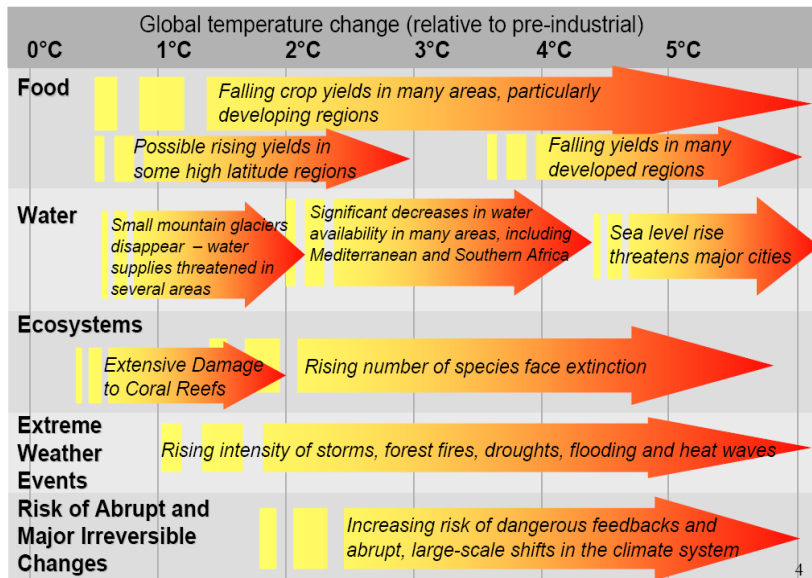 Global temperature change (relative to pre-industrial)
0°C 1°C 2°C 3°C 4°C 5°C
Food
Falling crop yields in many areas, particularly
developing regions
Possible rising yields in
some high latitude regions
Falling yields in many
developed regions
Water
Small mountain glaciers
disappear – water
supplies threatened in
several areas
Significant decreases in water
availability in many areas, including
Mediterranean and Southern Africa
Sea level rise
threatens major cities
Ecosystems
Extensive Damage
to Coral Reefs
Rising number of species face extinction
Extreme
Weather
Events
Rising intensity of storms, forest fires, droughts, flooding and heat waves
Risk of Abrupt and
Major Irreversible
Changes
Increasing risk of dangerous feedbacks and
abrupt, large-scale shifts in the climate system
4